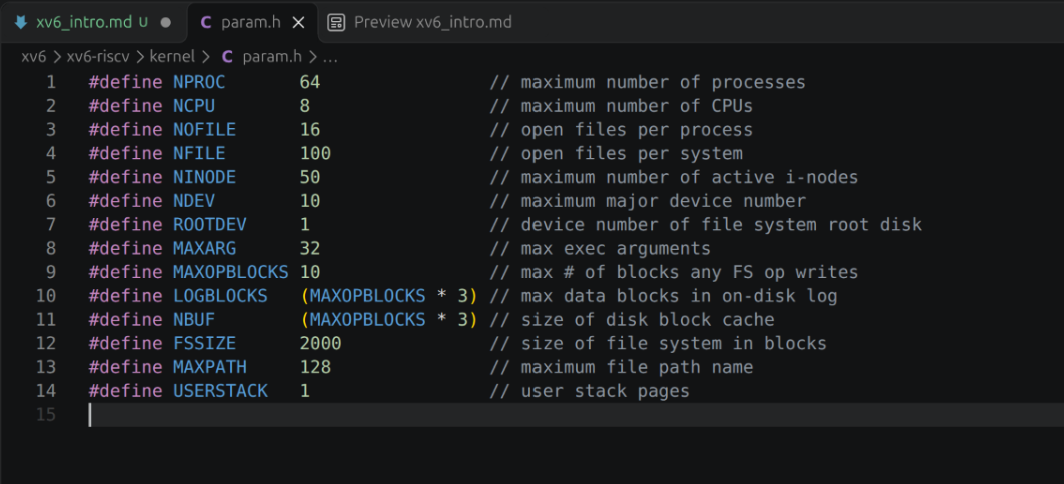 xv6_intro.md U ●
C param.h ×
Preview xv6_intro.md
xv6 > xv6-riscv > kernel > C param.h > ...
1 #define NPROC 64 // maximum number of processes
2 #define NCPU 8 // maximum number of CPUs
3 #define NOFILE 16 // open files per process
4 #define NFILE 100 // open files per system
5 #define NINODE 50 // maximum number of active i-nodes
6 #define NDEV 10 // maximum major device number
7 #define ROOTDEV 1 // device number of file system root disk
8 #define MAXARG 32 // max exec arguments
9 #define MAXOPBLOCKS 10 // max # of blocks any FS op writes
10 #define LOGBLOCKS (MAXOPBLOCKS * 3) // max data blocks in on-disk log
11 #define NBUF (MAXOPBLOCKS * 3) // size of disk block cache
12 #define FSSIZE 2000 // size of file system in blocks
13 #define MAXPATH 128 // maximum file path name
14 #define USERSTACK 1 // user stack pages
15